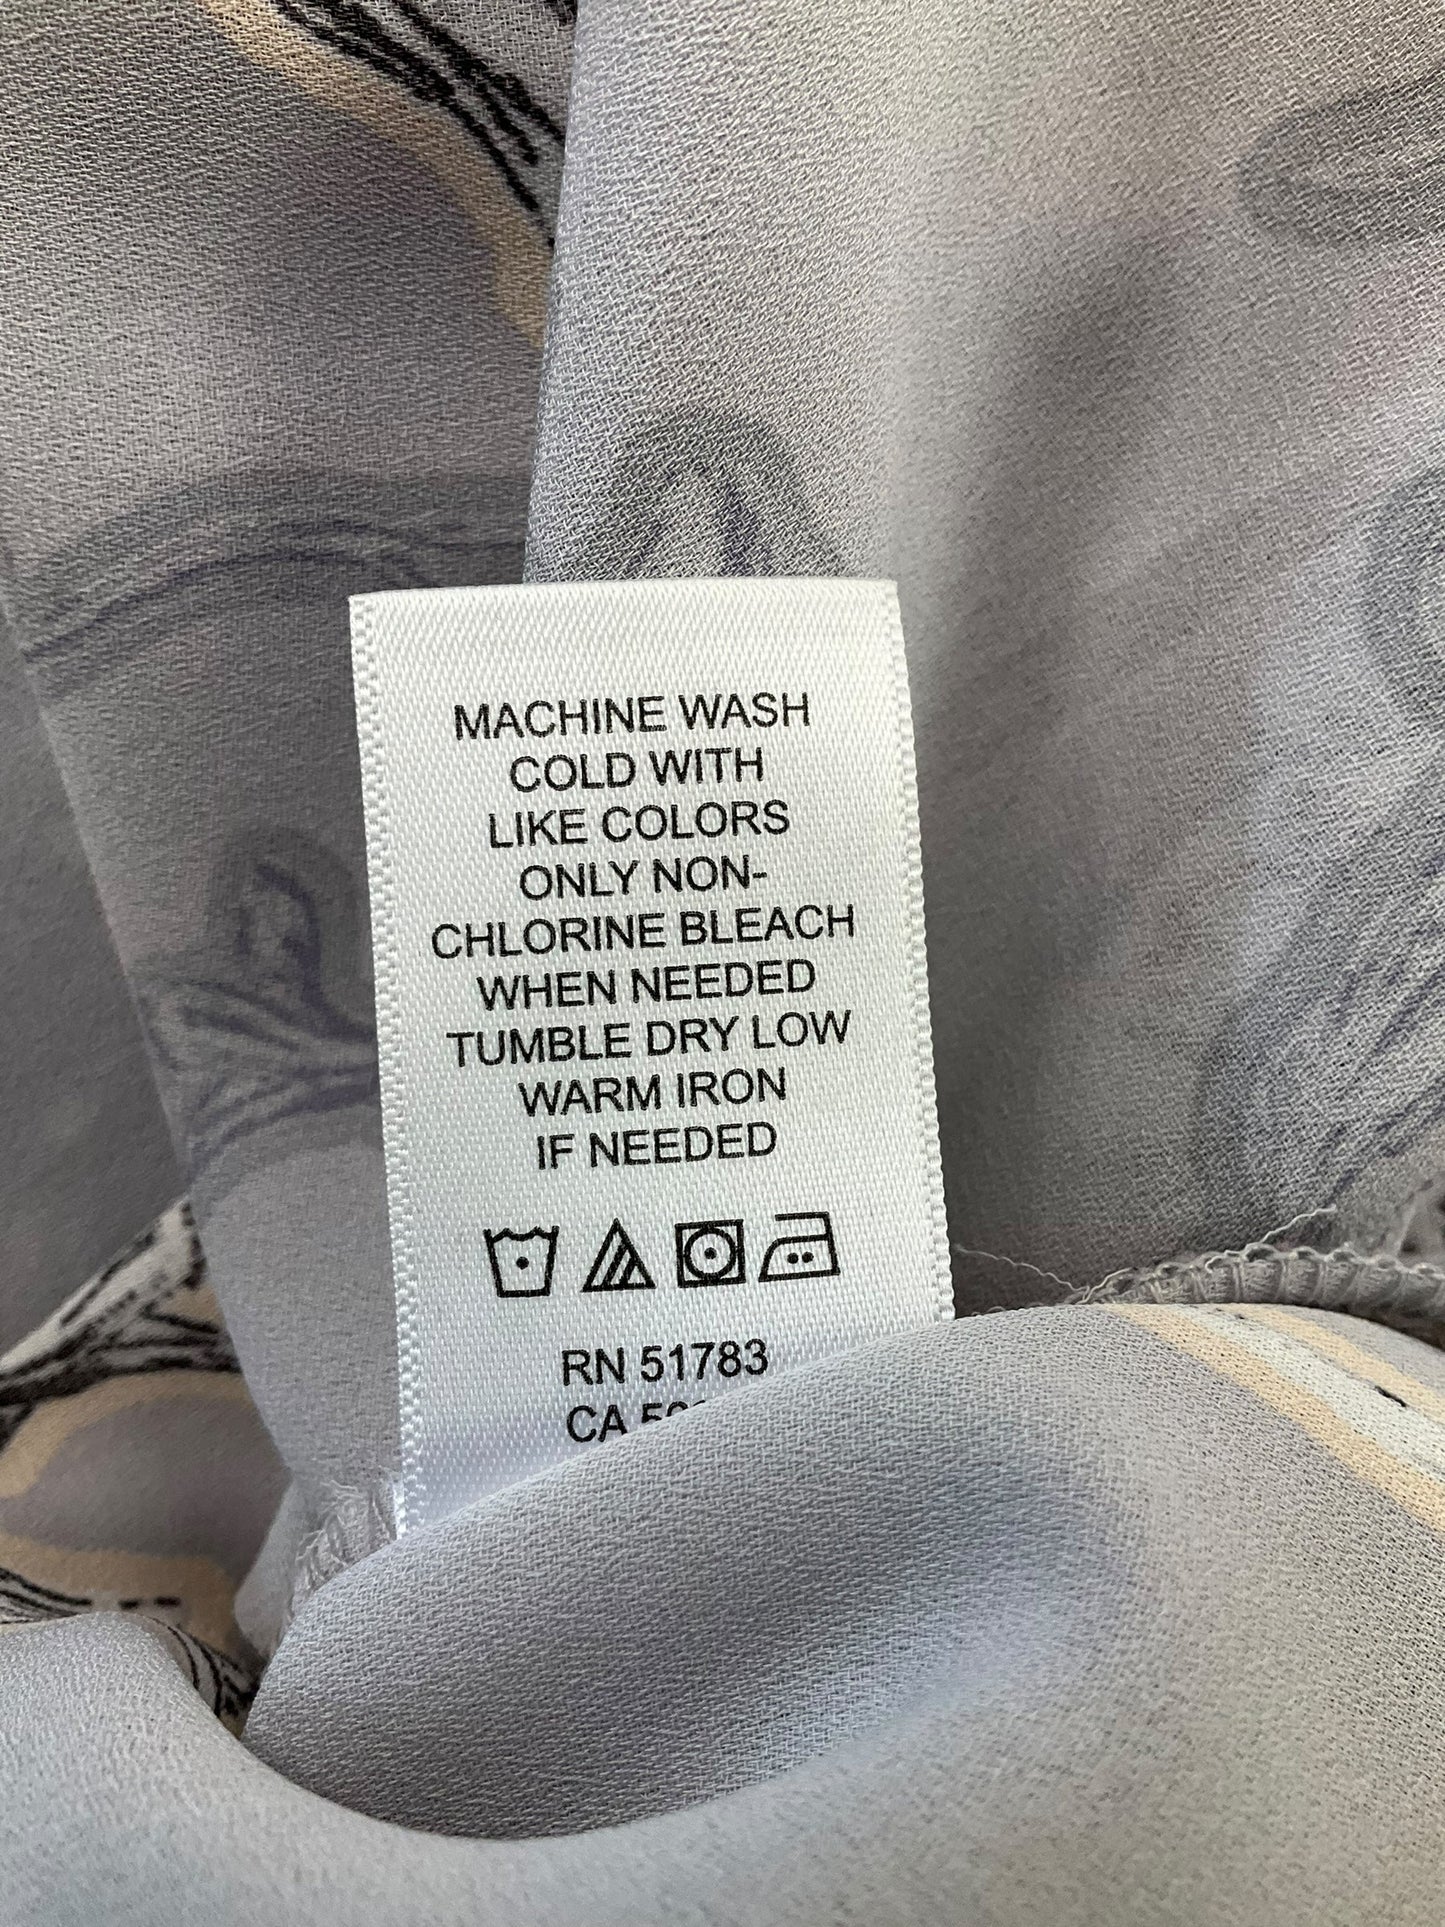 MACHINE WASH
COLD WITH
LIKE COLORS
ONLY NON-
CHLORINE BLEACH
WHEN NEEDED
TUMBLE DRY LOW
WARM IRON
IF NEEDED
RN 51783
CA